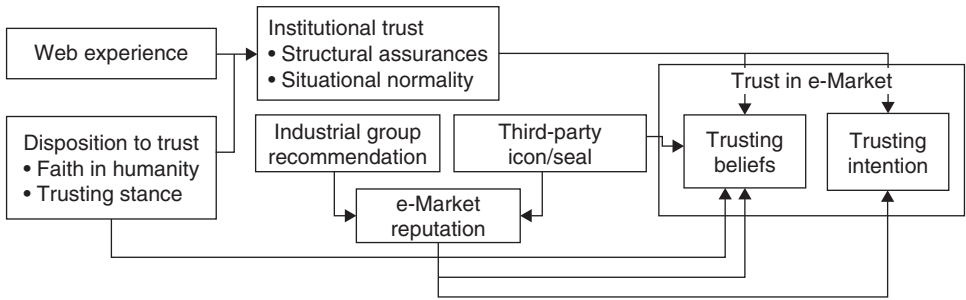 Web experience
Institutional trust
• Structural assurances
• Situational normality
Trust in e-Market
Disposition to trust
• Faith in humanity
• Trusting stance
Industrial group
recommendation
Third-party
icon/seal
Trusting
beliefs
Trusting
intention
e-Market
reputation